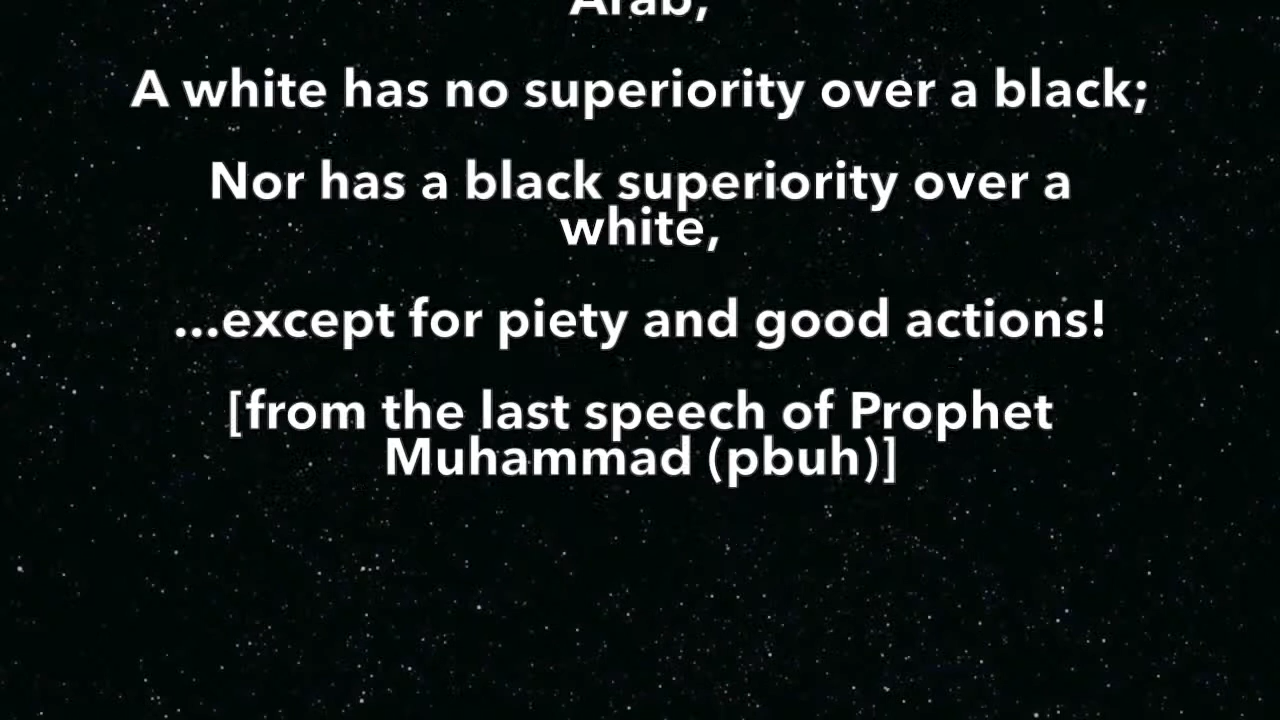 Arab,
A white has no superiority over a black;
Nor has a black superiority over a
white,
...except for piety and good actions!
[from the last speech of Prophet
Muhammad (pbuh)]